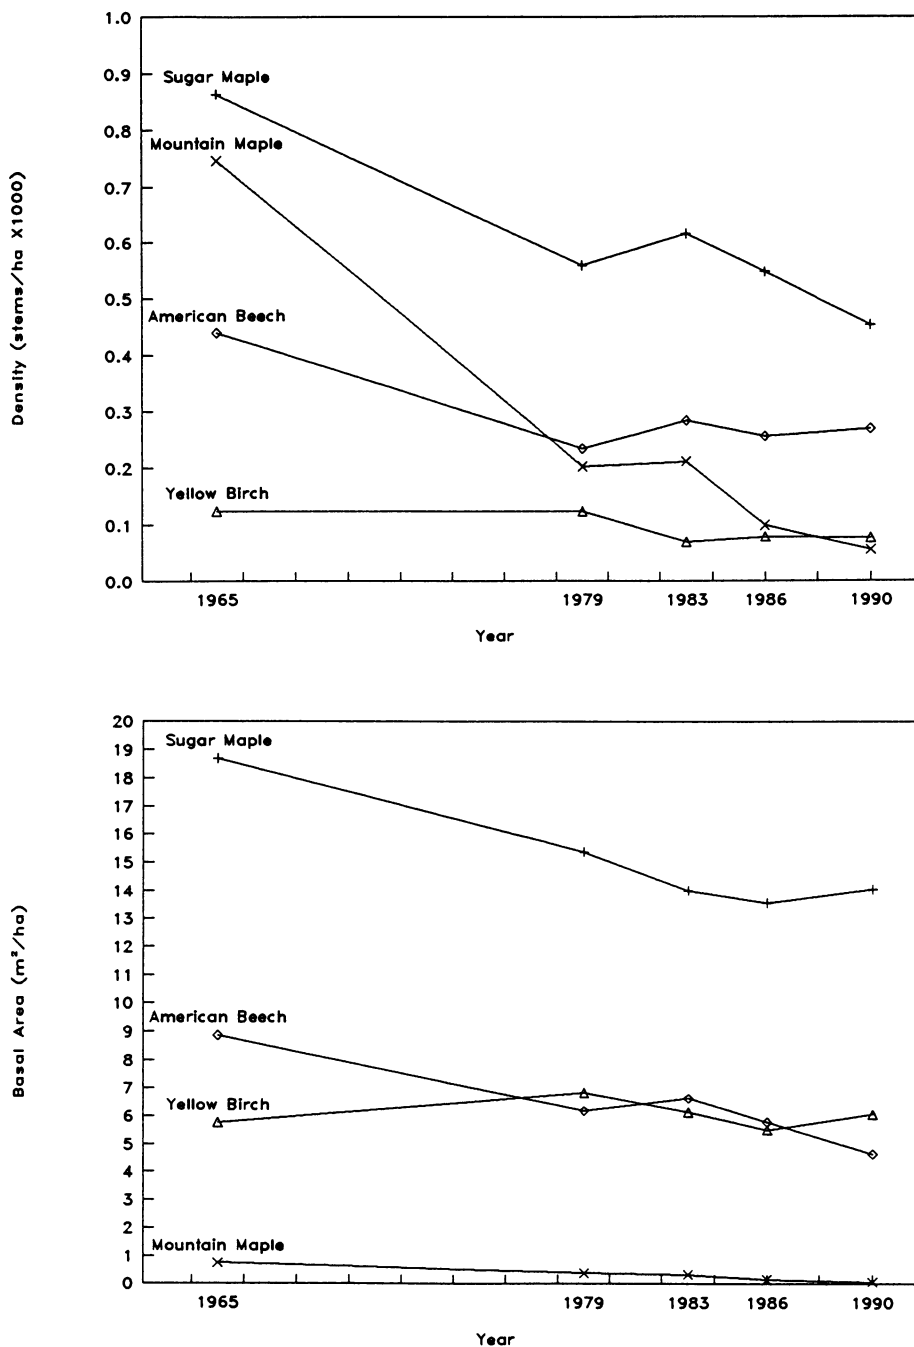 1.0
0.9
Sugar Maple
0.8
Mountain Maple
0.7
0.6
0.5
American Beech
0.4
0.3
0.2
Yellow Birch
0.1
0.0
Density (stems/ha X1000)
1965 1979 1983 1986 1990
Year
20
Sugar Maple
19
18
17
16
15
14
13
12
11
10
American Beech
9
8
7
Yellow Birch
6
5
4
3
2
Mountain Maple
1
0
Basal Area (m²/ha)
1965 1979 1983 1986 1990
Year